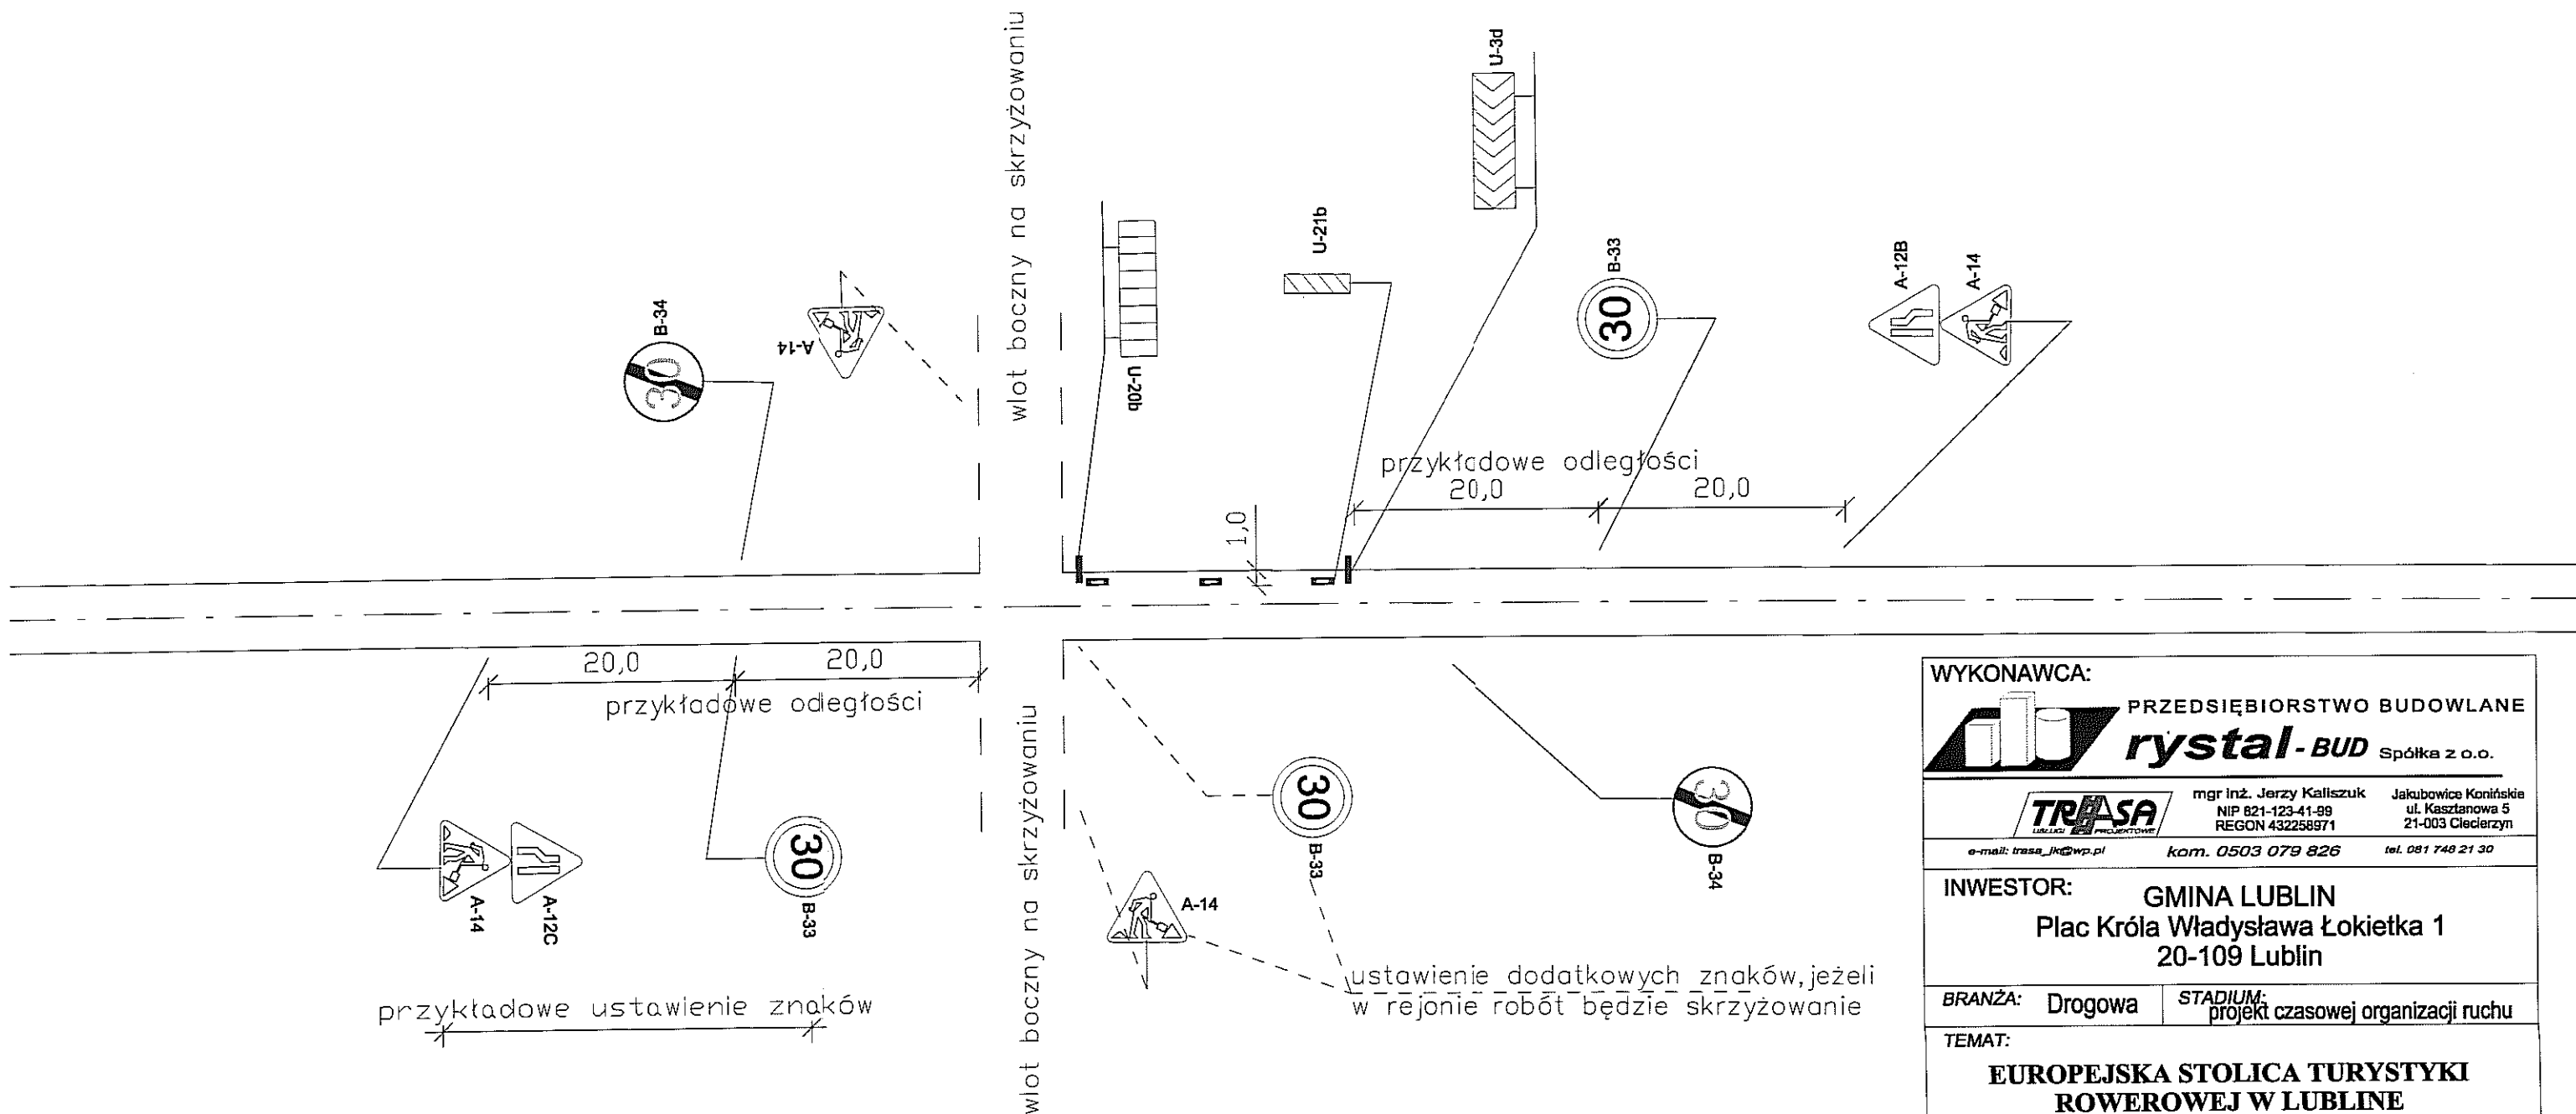 wlot boczny na skrzyżowaniu
U-3d
U-20b
U-21b
B-33
30
A-12B
A-14
B-34
30
A-14
przykładowe odległości
20,0
20,0
1,0
20,0
20,0
przykładowe odległości
wlot boczny na skrzyżowaniu
A-14
A-12C
30
B-33
30
B-33
A-14
30
B-34
ustawienie dodatkowych znaków,jeżeli
w rejonie robót będzie skrzyżowanie
przykładowe ustawienie znaków
WYKONAWCA:
PRZEDSIĘBIORSTWO BUDOWLANE
rystal-BUD Spółka z o.o.
TRASA
USŁUGI PROJEKTOWE
mgr inż. Jerzy Kaliszuk
NIP 821-123-41-99
REGON 432258971
Jakubowice Konińskie
ul. Kasztanowa 5
21-003 Ciecierzyn
e-mail: trasa_jk@wp.pl kom. 0503 079 826 tel. 081 748 21 30
INWESTOR:
GMINA LUBLIN
Plac Króla Władysława Łokietka 1
20-109 Lublin
BRANŻA: Drogowa
STADIUM:
projekt czasowej organizacji ruchu
TEMAT:
EUROPEJSKA STOLICA TURYSTYKI
ROWEROWEJ W LUBLINE